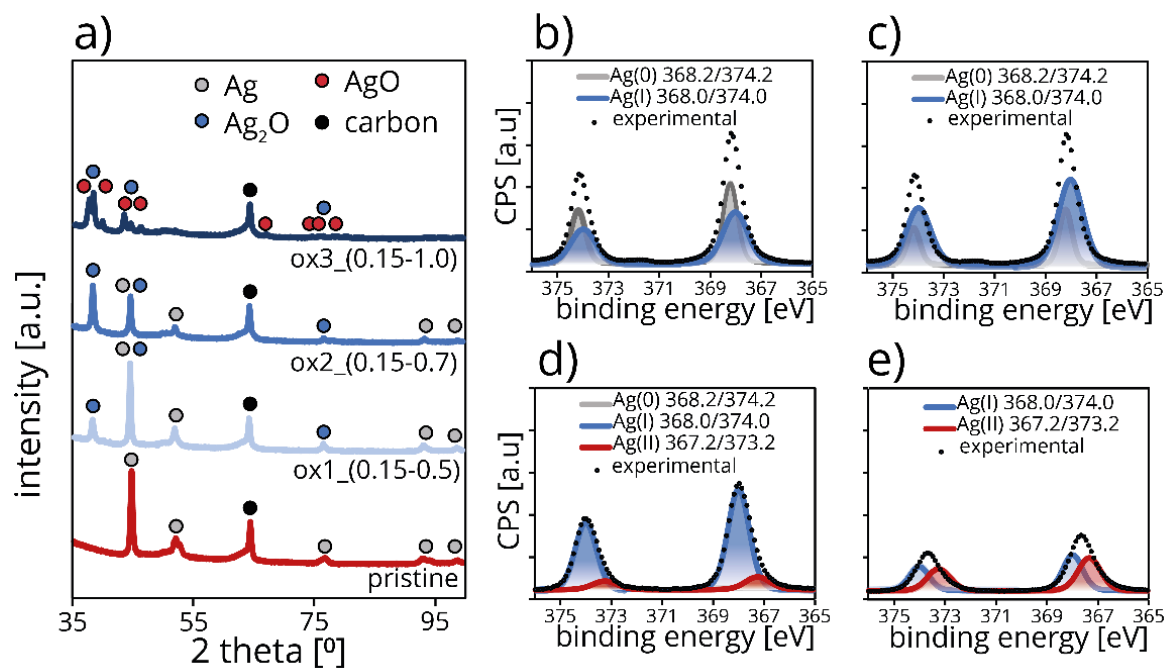 a)
Ag
AgO
Ag₂O
carbon
ox3_(0.15-1.0)
ox2_(0.15-0.7)
ox1_(0.15-0.5)
pristine
intensity [a.u.]
35 55 75 95
2 theta [⁰]
b)
Ag(0) 368.2/374.2
Ag(I) 368.0/374.0
experimental
CPS [a.u]
375 373 371 369 367 365
binding energy [eV]
c)
Ag(0) 368.2/374.2
Ag(I) 368.0/374.0
experimental
375 373 371 369 367 365
binding energy [eV]
d)
Ag(0) 368.2/374.2
Ag(I) 368.0/374.0
Ag(II) 367.2/373.2
experimental
CPS [a.u]
375 373 371 369 367 365
binding energy [eV]
e)
Ag(I) 368.0/374.0
Ag(II) 367.2/373.2
experimental
375 373 371 369 367 365
binding energy [eV]